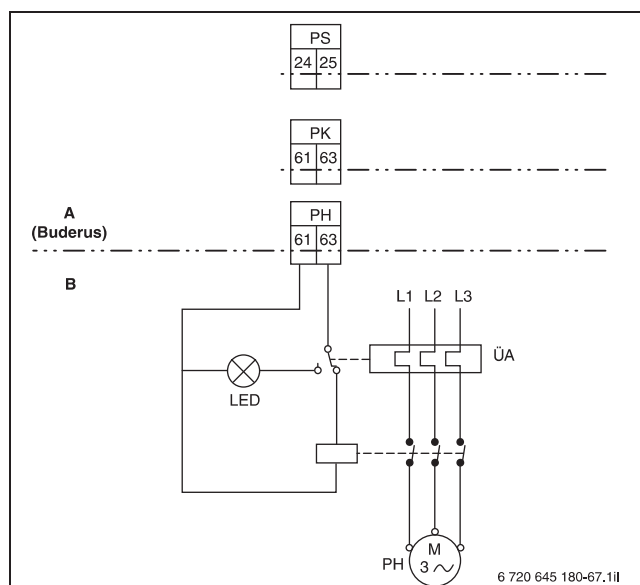 PS
24 25
PK
61 63
A
(Buderus)
PH
61 63
B
L1 L2 L3
ÜA
LED
PH
M
3 ~
6 720 645 180-67.1il